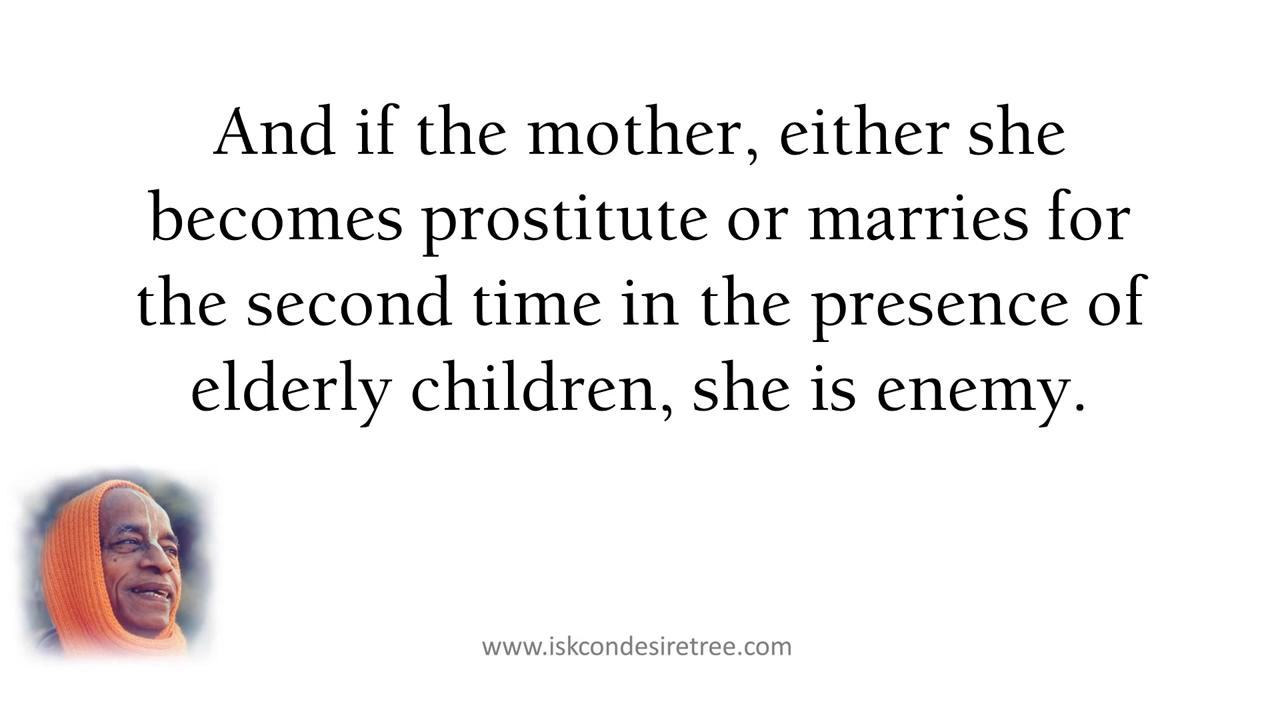 And if the mother, either she
becomes prostitute or marries for
the second time in the presence of
elderly children, she is enemy.
www.iskcondesiretree.com